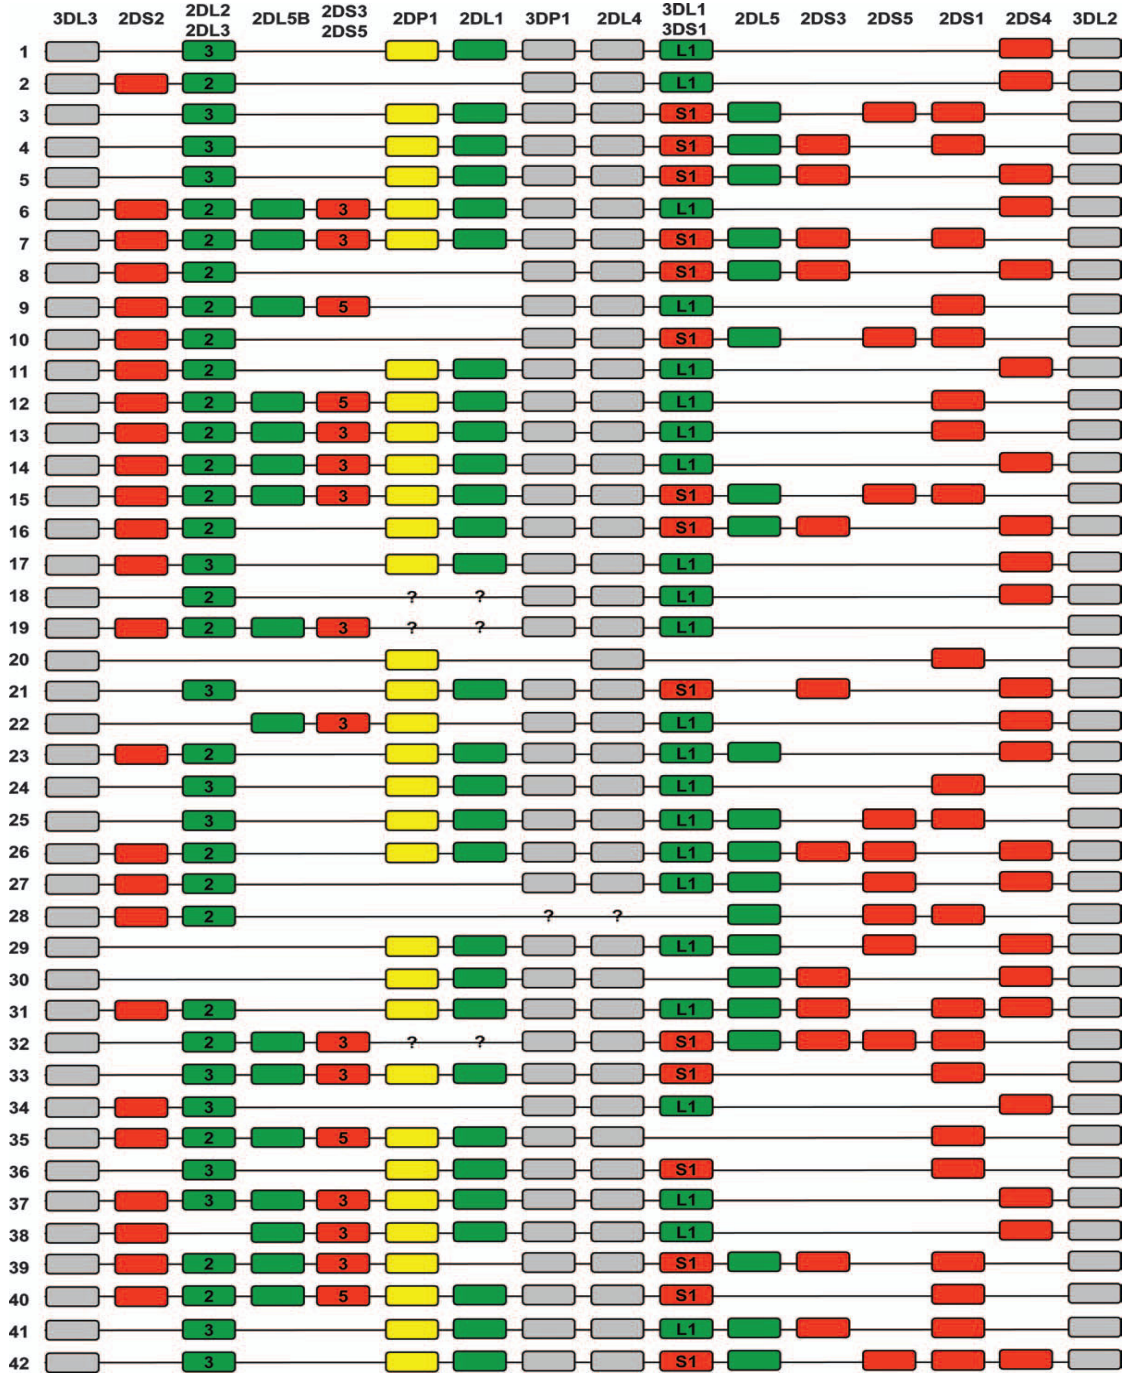 3DL3 2DS2 2DL2 2DL3 2DL5B 2DS3 2DS5 2DP1 2DL1 3DP1 2DL4 3DL1 3DS1 2DL5 2DS3 2DS5 2DS1 2DS4 3DL2
1 3 L1
2 2 L1
3 3 S1
4 3 S1
5 3 S1
6 2 3 L1
7 2 3 S1
8 2 S1
9 2 5 L1
10 2 S1
11 2 L1
12 2 5 L1
13 2 3 L1
14 2 3 L1
15 2 3 S1
16 2 S1
17 3 L1
18 2 ? ? L1
19 2 3 ? ? L1
20
21 3 S1
22 3 L1
23 2 L1
24 3 L1
25 3 L1
26 2 L1
27 2 L1
28 2 ? ?
29 L1
30
31 2 L1
32 2 3 ? ? S1
33 3 3 S1
34 3 L1
35 2 5
36 3 S1
37 3 3 L1
38 3 L1
39 2 3 S1
40 2 5 S1
41 3 L1
42 3 S1